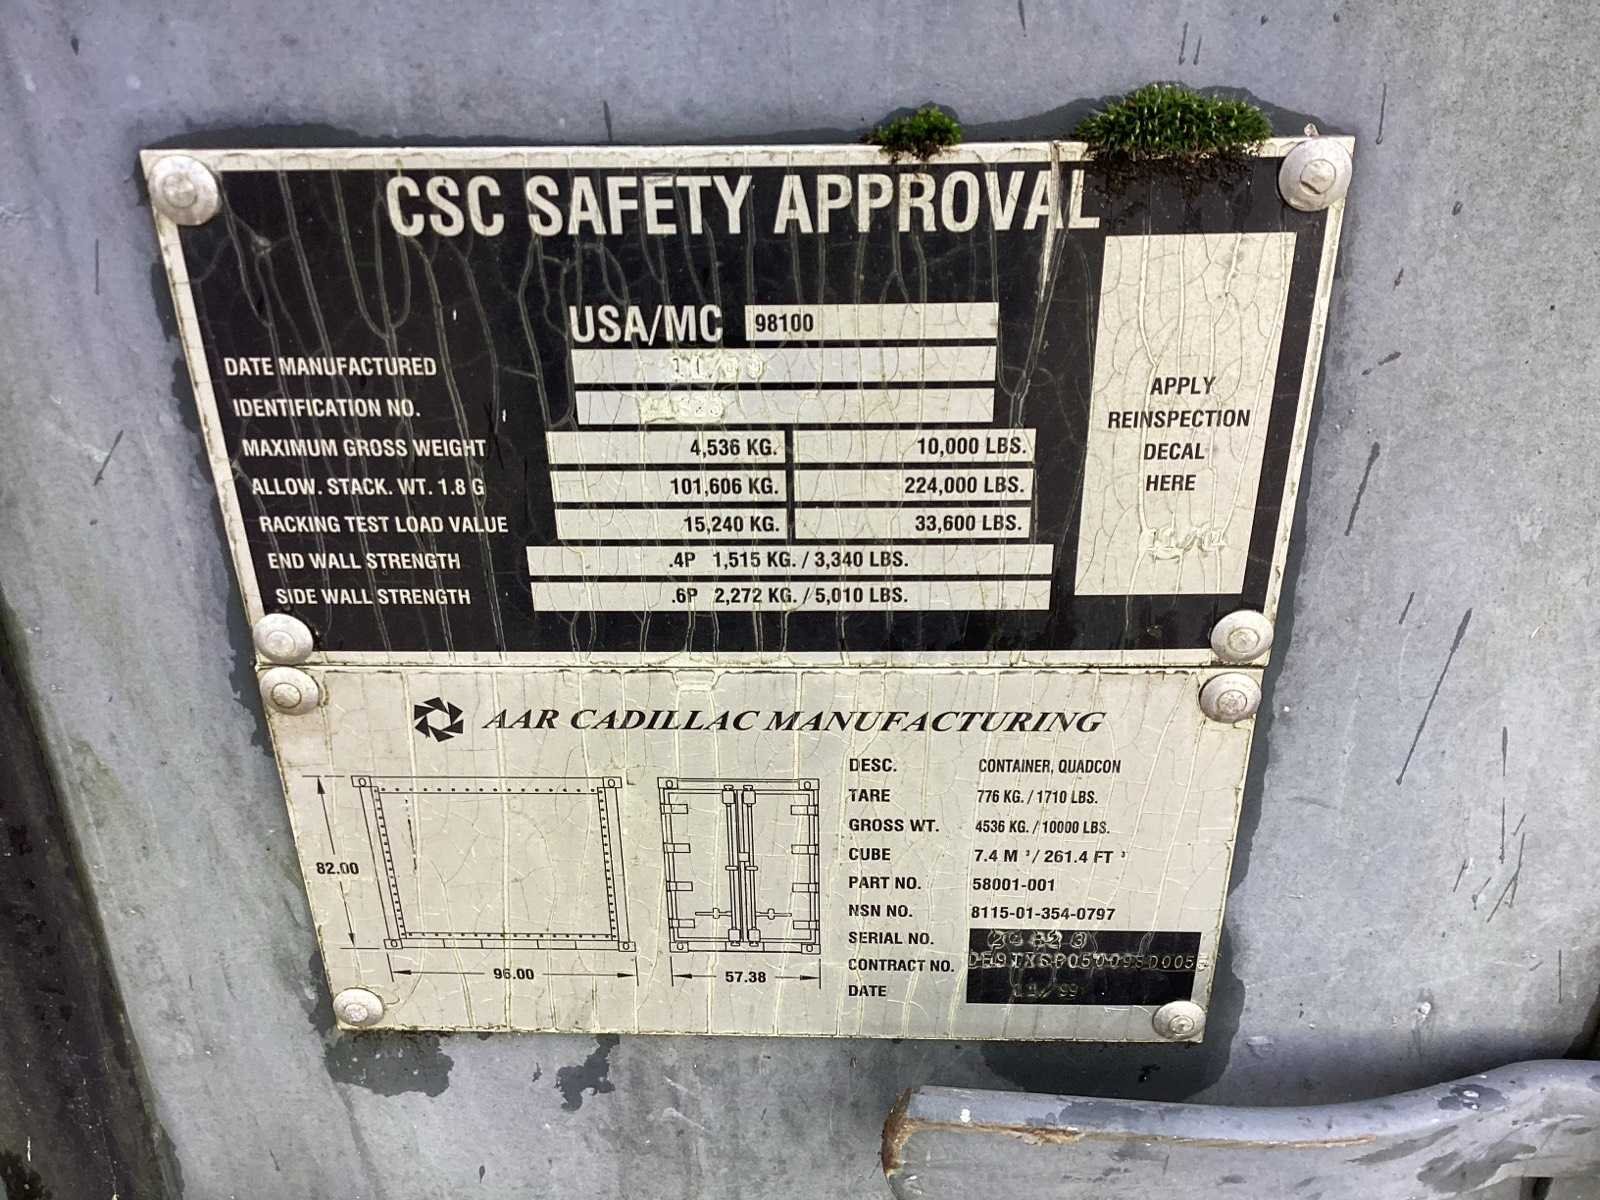 CSC SAFETY APPROVAL
USA/MC 98100
DATE MANUFACTURED 11/99
IDENTIFICATION NO.
MAXIMUM GROSS WEIGHT 4,536 KG. 10,000 LBS.
ALLOW. STACK. WT. 1.8 G 101,606 KG. 224,000 LBS.
RACKING TEST LOAD VALUE 15,240 KG. 33,600 LBS.
END WALL STRENGTH .4P 1,515 KG. / 3,340 LBS.
SIDE WALL STRENGTH .6P 2,272 KG. / 5,010 LBS.
APPLY
REINSPECTION
DECAL
HERE
AAR CADILLAC MANUFACTURING
82.00
96.00
57.38
DESC. CONTAINER, QUADCON
TARE 776 KG. / 1710 LBS.
GROSS WT. 4536 KG. / 10000 LBS.
CUBE 7.4 M ³ / 261.4 FT ³
PART NO. 58001-001
NSN NO. 8115-01-354-0797
SERIAL NO.
CONTRACT NO.
DATE 11/99